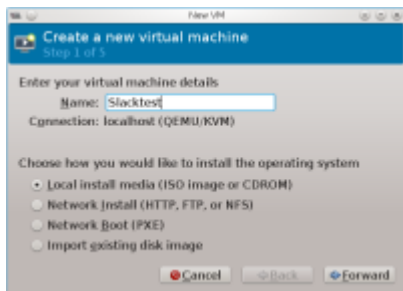 New VM
Create a new virtual machine
Step 1 of 5
Enter your virtual machine details
Name: Slacktest
Connection: localhost (QEMU/KVM)
Choose how you would like to install the operating system
Local install media (ISO image or CDROM)
Network Install (HTTP, FTP, or NFS)
Network Boot (PXE)
Import existing disk image
Cancel Back Forward